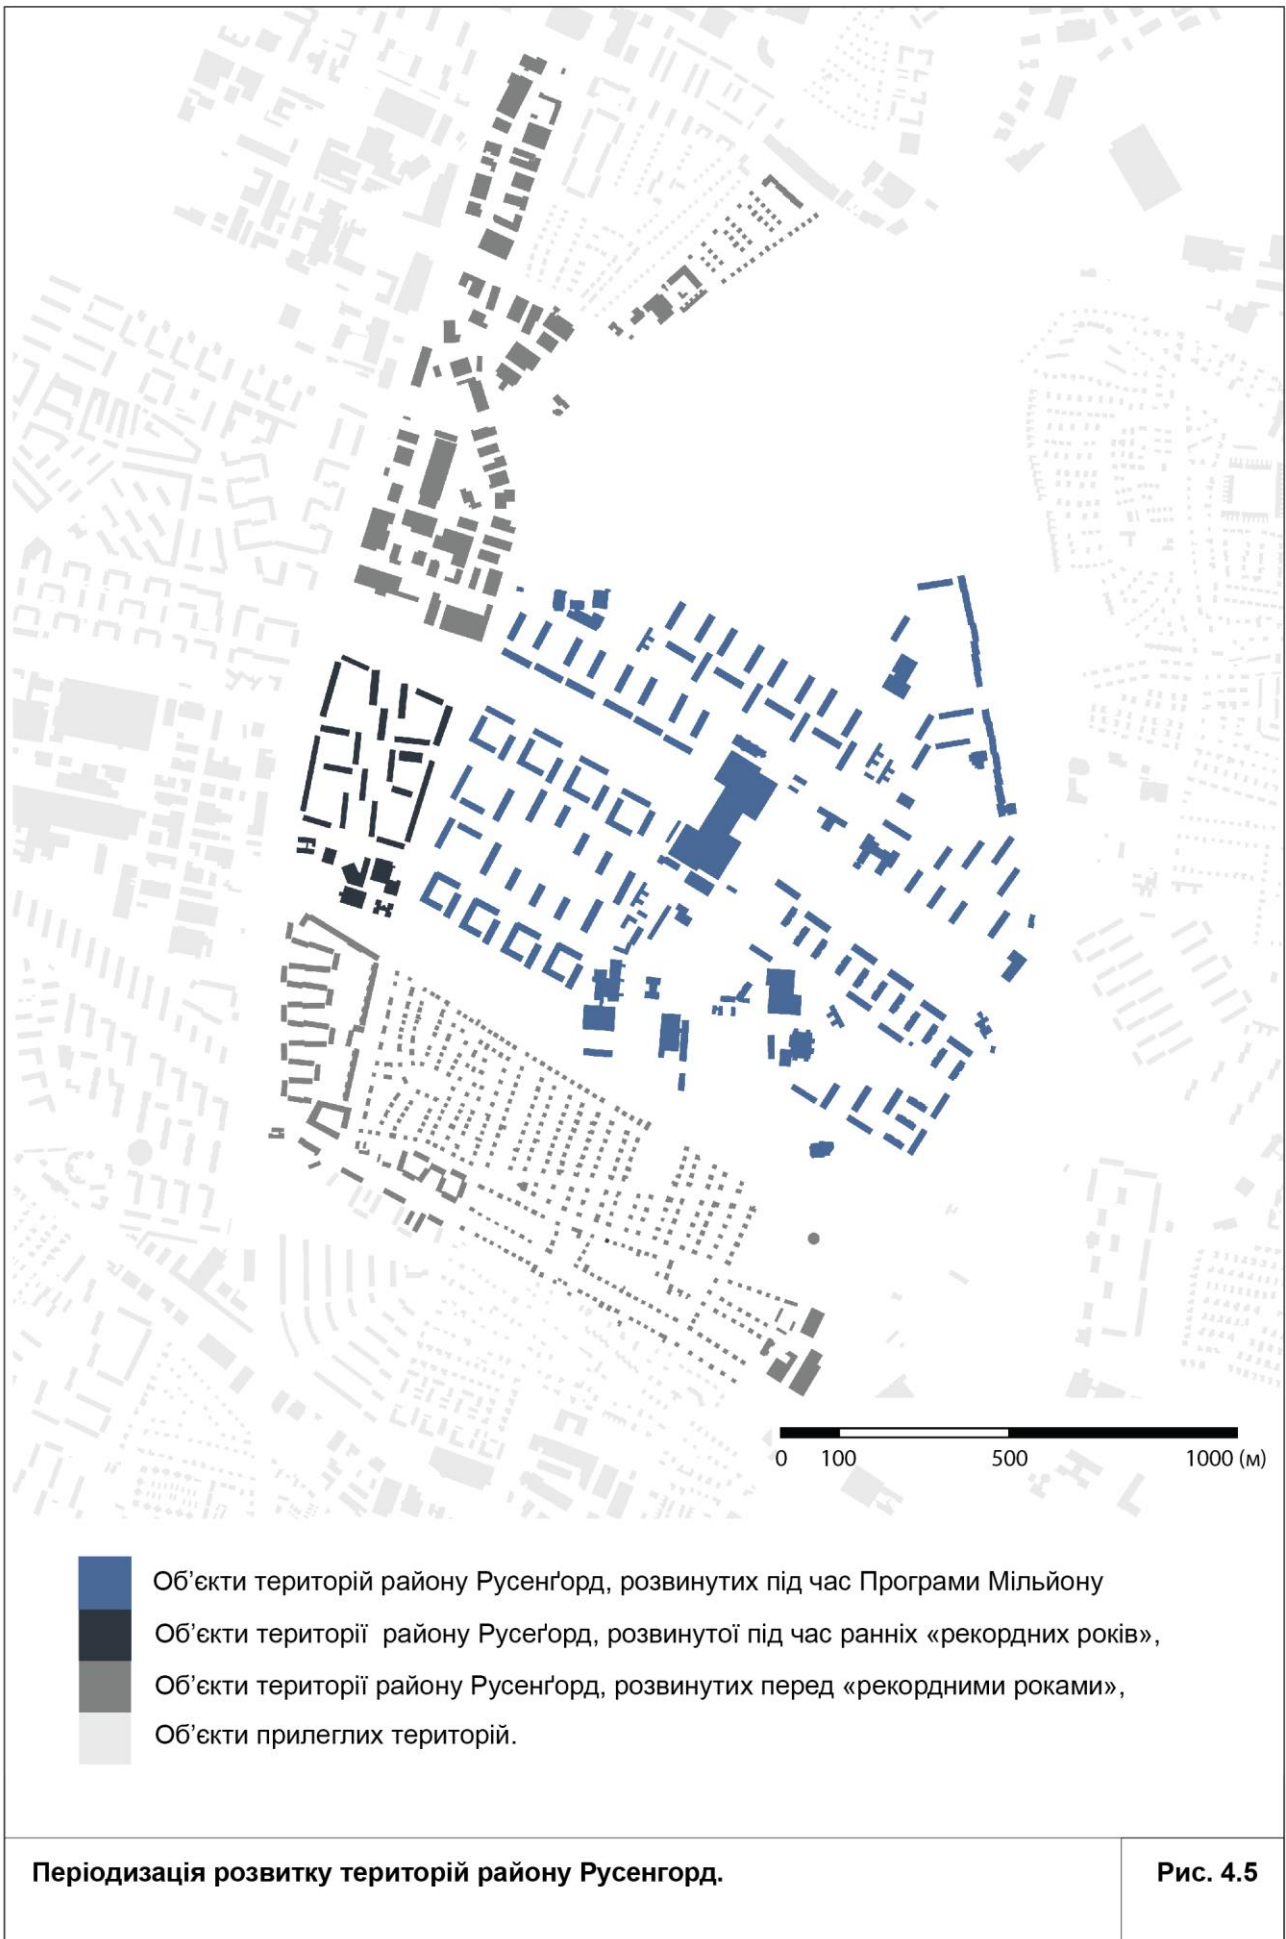 0 100 500 1000 (м)
Об’єкти територій району Русенґорд, розвинутих під час Програми Мільйону
Об’єкти території району Русеґорд, розвинутої під час ранніх «рекордних років»,
Об’єкти території району Русенґорд, розвинутих перед «рекордними роками»,
Об’єкти прилеглих територій.
Періодизація розвитку територій району Русенгорд.
Рис. 4.5